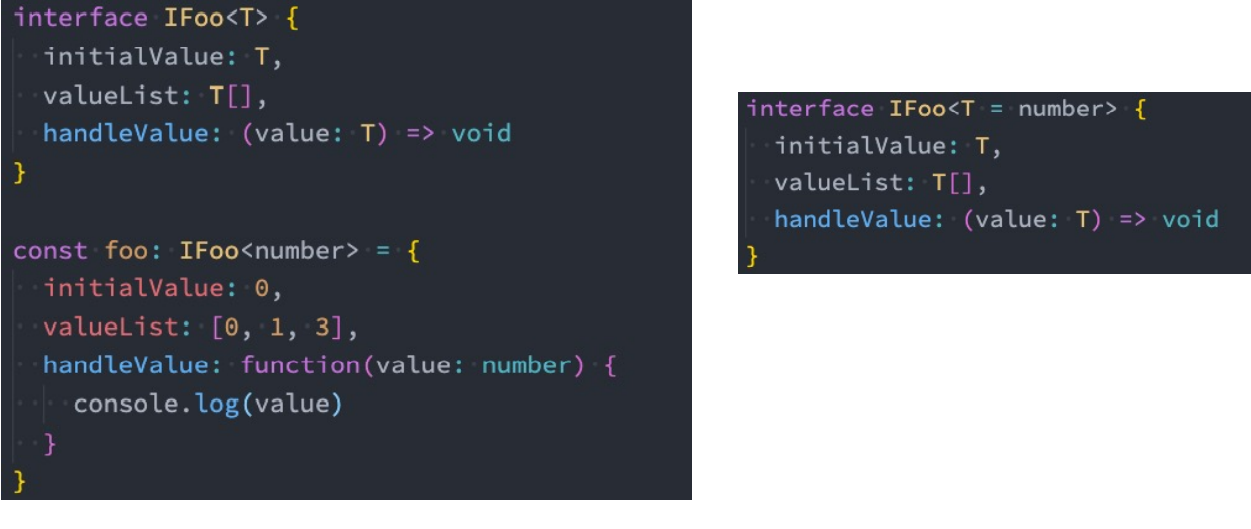 interface IFoo<T> {
  initialValue: T,
  valueList: T[],
  handleValue: (value: T) => void
}
const foo: IFoo<number> = {
  initialValue: 0,
  valueList: [0, 1, 3],
  handleValue: function(value: number) {
    console.log(value)
  }
}
interface IFoo<T = number> {
  initialValue: T,
  valueList: T[],
  handleValue: (value: T) => void
}